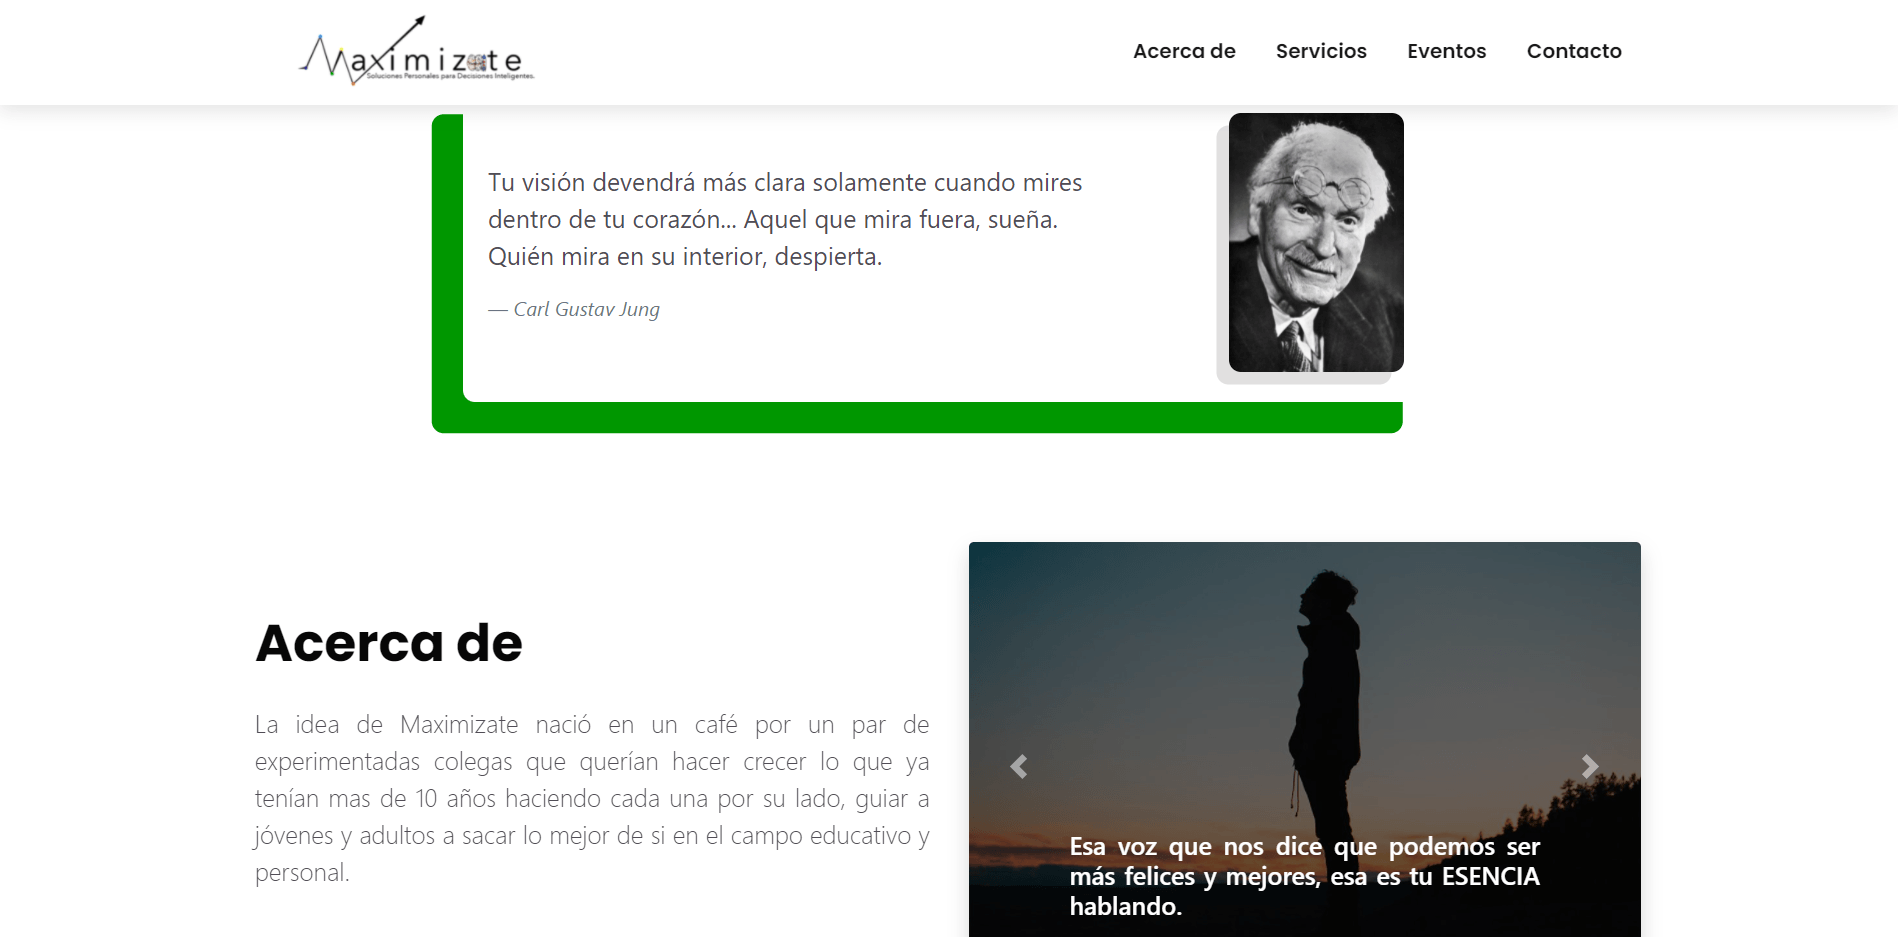 Maximizate
Soluciones Personales para Decisiones Inteligentes.
Acerca de
Servicios
Eventos
Contacto
Tu visión devendrá más clara solamente cuando mires
dentro de tu corazón... Aquel que mira fuera, sueña.
Quién mira en su interior, despierta.
— Carl Gustav Jung
Acerca de
La idea de Maximizate nació en un café por un par de
experimentadas colegas que querían hacer crecer lo que ya
tenían mas de 10 años haciendo cada una por su lado, guiar a
jóvenes y adultos a sacar lo mejor de si en el campo educativo y
personal.
Esa voz que nos dice que podemos ser
más felices y mejores, esa es tu ESENCIA
hablando.